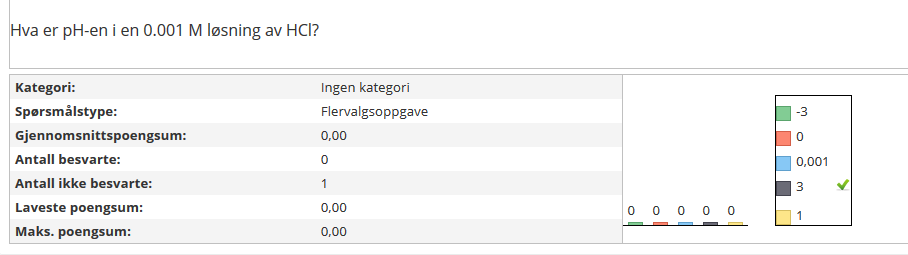 Hva er pH-en i en 0.001 M løsning av HCl?
Kategori: Ingen kategori
Spørsmålstype: Flervalgsoppgave
Gjennomsnittspoengsum: 0,00
Antall besvarte: 0
Antall ikke besvarte: 1
Laveste poengsum: 0,00
Maks. poengsum: 0,00
0 0 0 0 0
-3
0
0,001
3
1